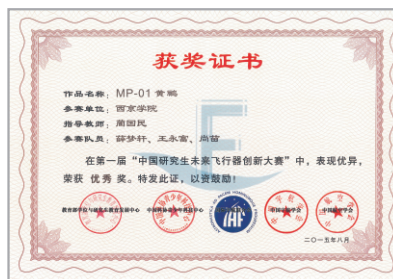 获奖证书
作品名称：MP-01 黄鹂
参赛单位：西京学院
指导教师：蔺国民
参赛队员：薛梦轩、王永富、尚苗
在第一届“中国研究生未来飞行器创新大赛”中，表现优异，
荣获 优秀 奖。特发此证，以资鼓励！
IAF
二〇一五年八月